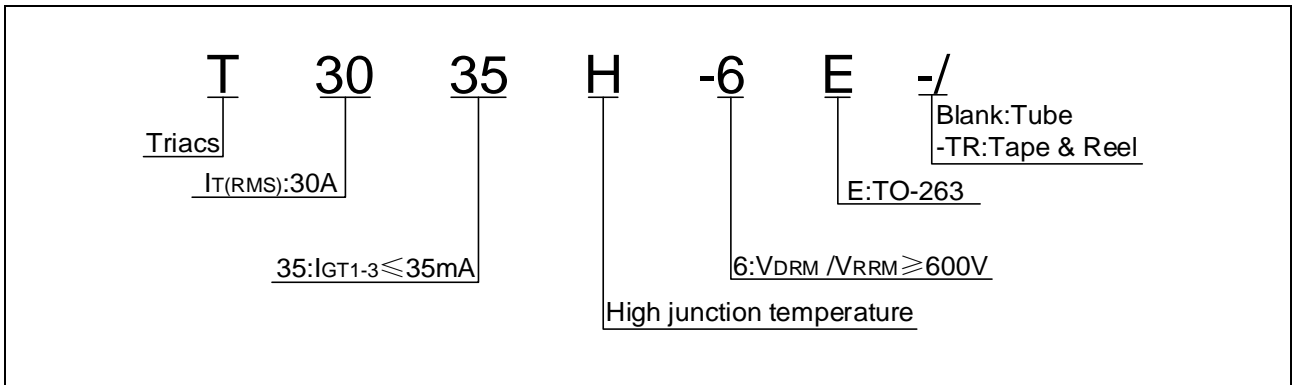 T 30 35 H -6 E -/
Blank:Tube
Triacs
-TR:Tape & Reel
IT(RMS):30A
E:TO-263
35:IGT1-3≤35mA
6:VDRM /VRRM≥600V
High junction temperature